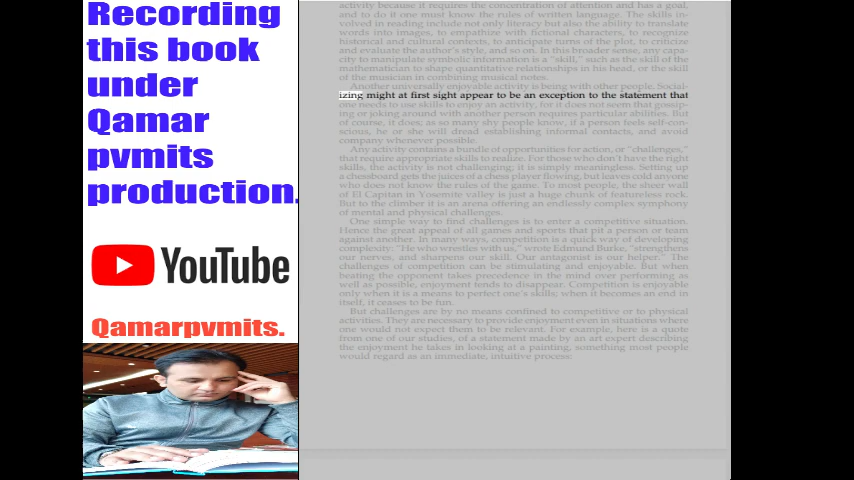 Recording
this book
under
Qamar
pvmits
production.
YouTube
Qamarpvmits.
activity because it requires the concentration of attention and has a goal,
and to do it one must know the rules of written language. The skills in-
volved in reading include not only literacy but also the ability to translate
words into images, to empathize with fictional characters, to recognize
historical and cultural contexts, to anticipate turns of the plot, to criticize
and evaluate the author's style, and so on. In this broader sense, any capa-
city to manipulate symbolic information is a "skill," such as the skill of the
mathematician to shape quantitative relationships in his head, or the skill
of the musician in combining musical notes.
Another universally enjoyable activity is being with other people. Social-
izing might at first sight appear to be an exception to the statement that
one needs to use skills to enjoy an activity, for it does not seem that gossip-
ing or joking around with another person requires particular abilities. But
of course, it does; as so many shy people know, if a person feels self-con-
scious, he or she will dread establishing informal contacts, and avoid
company whenever possible.
Any activity contains a bundle of opportunities for action, or "challenges,"
that require appropriate skills to realize. For those who don't have the right
skills, the activity is not challenging; it is simply meaningless. Setting up
a chessboard gets the juices of a chess player flowing, but leaves cold anyone
who does not know the rules of the game. To most people, the sheer wall
of El Capitan in Yosemite valley is just a huge chunk of featureless rock.
But to the climber it is an arena offering an endlessly complex symphony
of mental and physical challenges.
One simple way to find challenges is to enter a competitive situation.
Hence the great appeal of all games and sports that pit a person or team
against another. In many ways, competition is a quick way of developing
complexity: "He who wrestles with us," wrote Edmund Burke, "strengthens
our nerves, and sharpens our skill. Our antagonist is our helper." The
challenges of competition can be stimulating and enjoyable. But when
beating the opponent takes precedence in the mind over performing as
well as possible, enjoyment tends to disappear. Competition is enjoyable
only when it is a means to perfect one's skills; when it becomes an end in
itself, it ceases to be fun.
But challenges are by no means confined to competitive or to physical
activities. They are necessary to provide enjoyment even in situations where
one would not expect them to be relevant. For example, here is a quote
from one of our studies, of a statement made by an art expert describing
the enjoyment he takes in looking at a painting, something most people
would regard as an immediate, intuitive process: